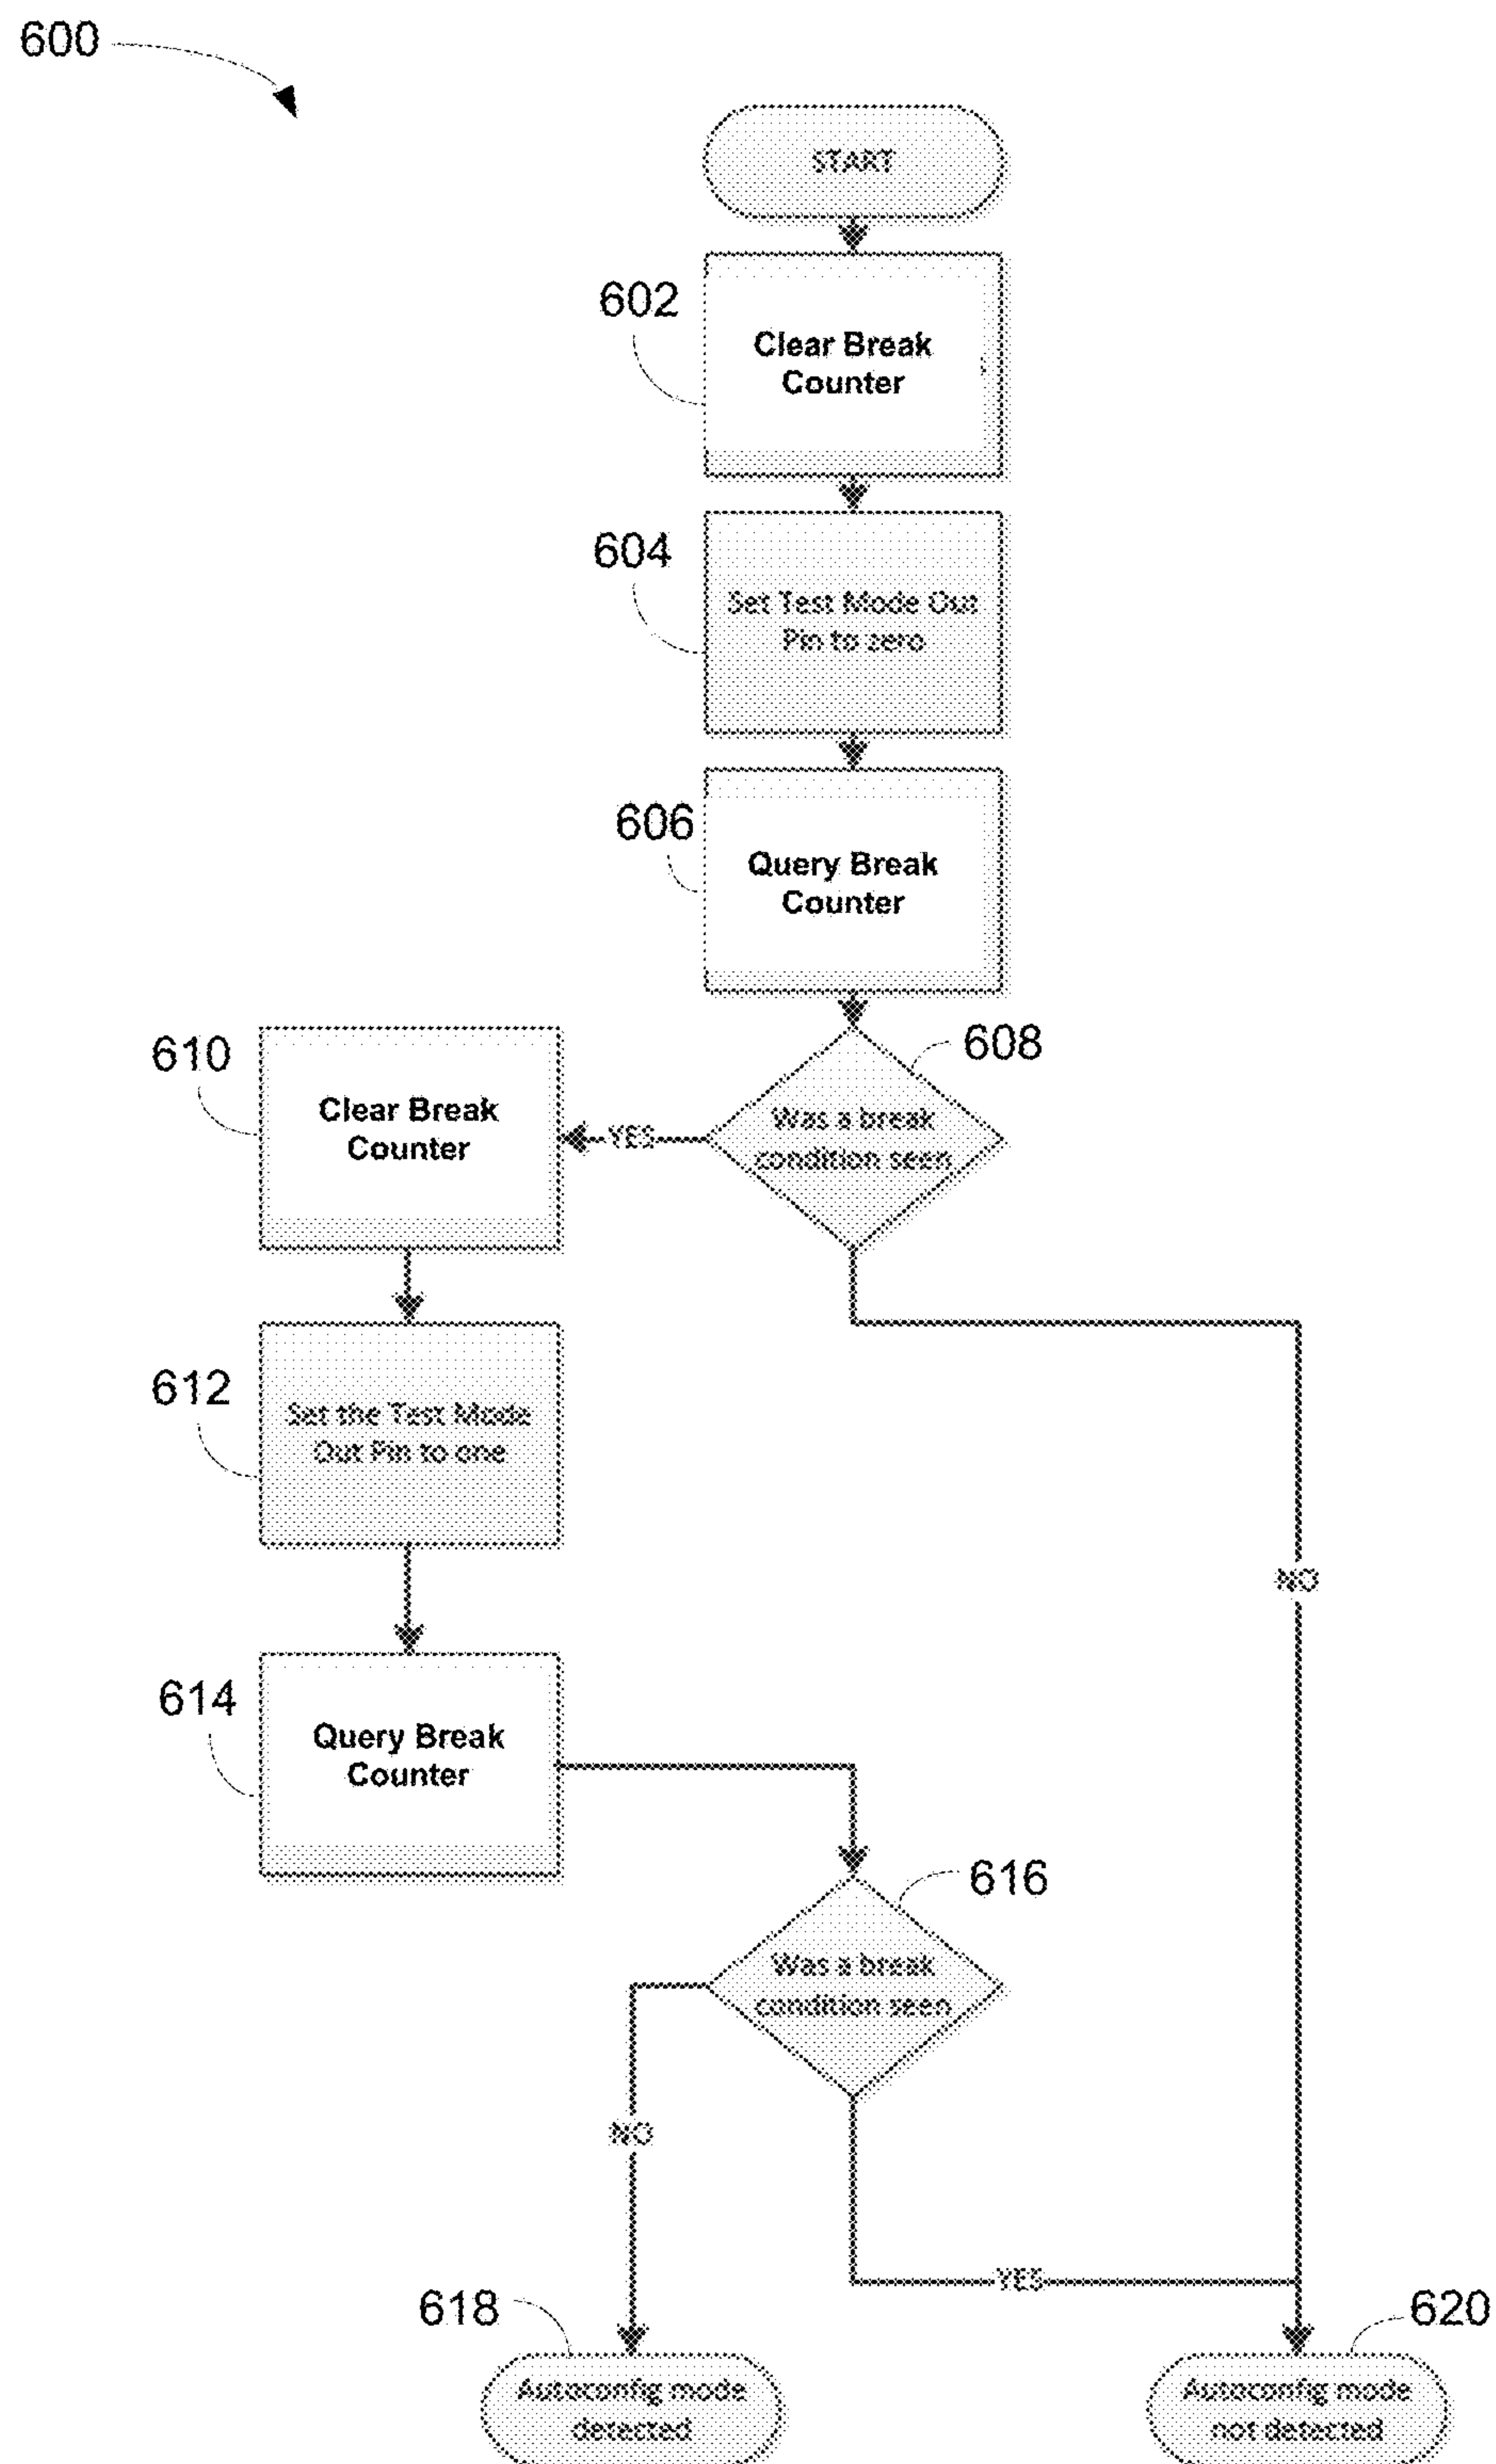 600
START
602
Clear Break
Counter
604
Set Test Mode Out
Pin to zero
606
Query Break
Counter
608
Was a break
condition seen
YES
610
Clear Break
Counter
612
Set the Test Mode
Out Pin to one
NO
614
Query Break
Counter
616
Was a break
condition seen
NO
YES
618
Autoconfig mode
detected
620
Autoconfig mode
not detected